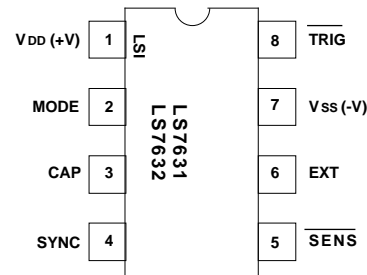 VDD (+V) 1 8 TRIG
LSI
MODE 2 7 VSS (-V)
LS7631
LS7632
CAP 3 6 EXT
SYNC 4 5 SENS